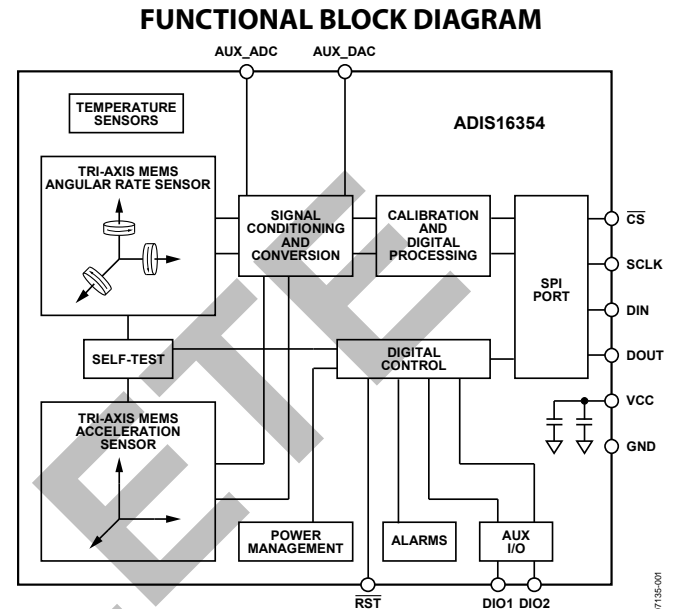 FUNCTIONAL BLOCK DIAGRAM
AUX_ADC
AUX_DAC
TEMPERATURE
SENSORS
ADIS16354
TRI-AXIS MEMS
ANGULAR RATE SENSOR
SIGNAL
CONDITIONING
AND
CONVERSION
CALIBRATION
AND
DIGITAL
PROCESSING
SPI
PORT
CS
SCLK
DIN
DOUT
VCC
GND
SELF-TEST
DIGITAL
CONTROL
TRI-AXIS MEMS
ACCELERATION
SENSOR
POWER
MANAGEMENT
ALARMS
AUX
I/O
RST
DIO1 DIO2
7135-001
ETE